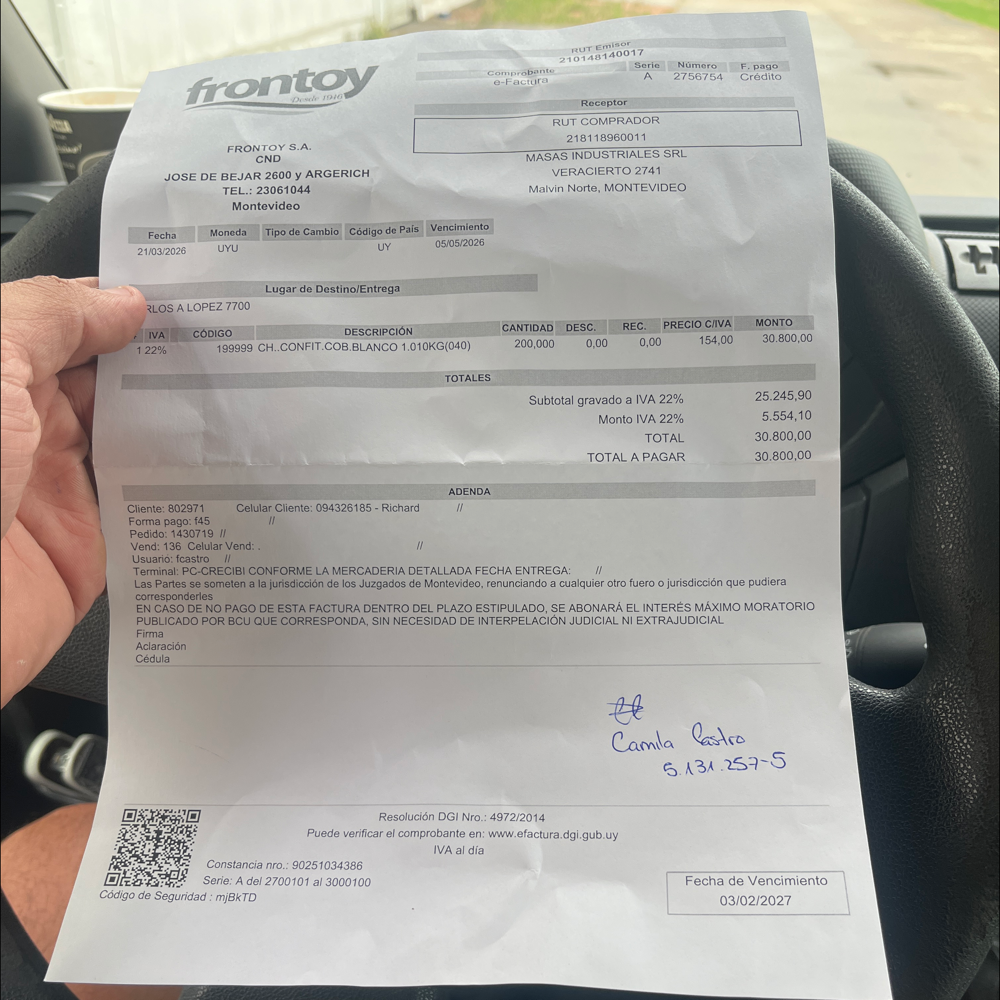 frontoy
Desde 1946
FRONTOY S.A.
CND
JOSE DE BEJAR 2600 y ARGERICH
TEL.: 23061044
Montevideo
RUT Emisor
210148140017
Comprobante Serie Número F. pago
e-Factura A 2756754 Crédito
Receptor
RUT COMPRADOR
218118960011
MASAS INDUSTRIALES SRL
VERACIERTO 2741
Malvin Norte, MONTEVIDEO
Fecha Moneda Tipo de Cambio Código de País Vencimiento
21/03/2026 UYU UY 05/05/2026
Lugar de Destino/Entrega
RLOS A LOPEZ 7700
IVA CÓDIGO DESCRIPCIÓN CANTIDAD DESC. REC. PRECIO C/IVA MONTO
1 22% 199999 CH..CONFIT.COB.BLANCO 1.010KG(040) 200,000 0,00 0,00 154,00 30.800,00
TOTALES
Subtotal gravado a IVA 22% 25.245,90
Monto IVA 22% 5.554,10
TOTAL 30.800,00
TOTAL A PAGAR 30.800,00
ADENDA
Cliente: 802971 Celular Cliente: 094326185 - Richard //
Forma pago: f45 //
Pedido: 1430719 //
Vend: 136 Celular Vend: . //
Usuario: fcastro //
Terminal: PC-CRECIBI CONFORME LA MERCADERIA DETALLADA FECHA ENTREGA: //
Las Partes se someten a la jurisdicción de los Juzgados de Montevideo, renunciando a cualquier otro fuero o jurisdicción que pudiera
corresponderles
EN CASO DE NO PAGO DE ESTA FACTURA DENTRO DEL PLAZO ESTIPULADO, SE ABONARÁ EL INTERÉS MÁXIMO MORATORIO
PUBLICADO POR BCU QUE CORRESPONDA, SIN NECESIDAD DE INTERPELACIÓN JUDICIAL NI EXTRAJUDICIAL
Firma
Aclaración
Cédula
Camila Castro
5.131.257-5
Resolución DGI Nro.: 4972/2014
Puede verificar el comprobante en: www.efactura.dgi.gub.uy
IVA al día
Constancia nro.: 90251034386
Serie: A del 2700101 al 3000100
Código de Seguridad : mjBkTD
Fecha de Vencimiento
03/02/2027